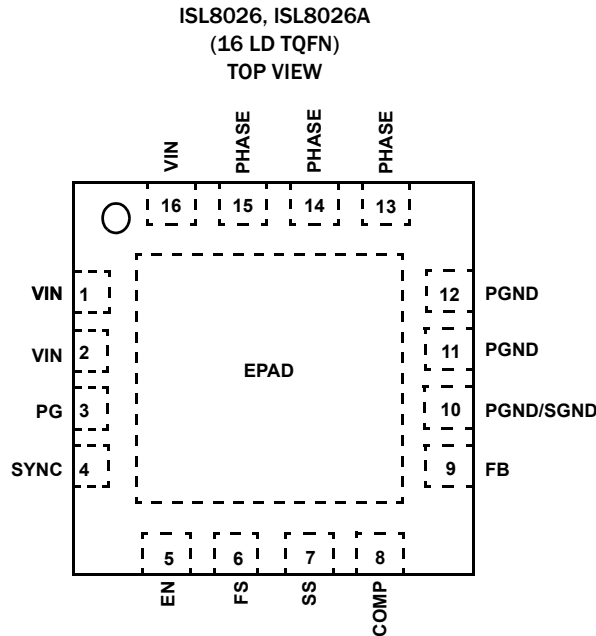 ISL8026, ISL8026A
(16 LD TQFN)
TOP VIEW
VIN
PHASE
PHASE
PHASE
16
15
14
13
VIN 1
12 PGND
VIN 2
11 PGND
EPAD
PG 3
10 PGND/SGND
SYNC 4
9 FB
5
6
7
8
EN
FS
SS
COMP